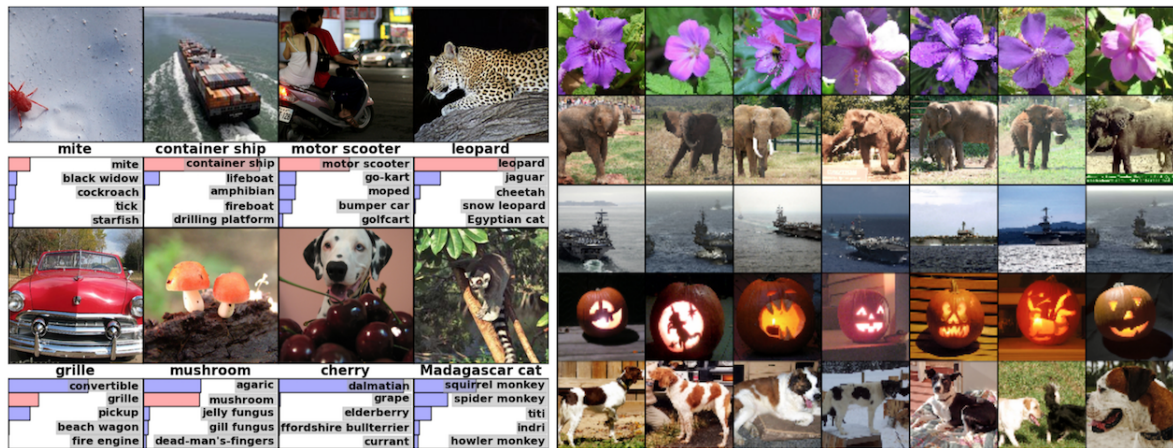 mite
container ship
motor scooter
leopard
mite
black widow
cockroach
tick
starfish
container ship
lifeboat
amphibian
fireboat
drilling platform
motor scooter
go-kart
moped
bumper car
golfcart
leopard
jaguar
cheetah
snow leopard
Egyptian cat
grille
mushroom
cherry
Madagascar cat
convertible
grille
pickup
beach wagon
fire engine
agaric
mushroom
jelly fungus
gill fungus
dead-man's-fingers
dalmatian
grape
elderberry
ffordshire bullterrier
currant
squirrel monkey
spider monkey
titi
indri
howler monkey